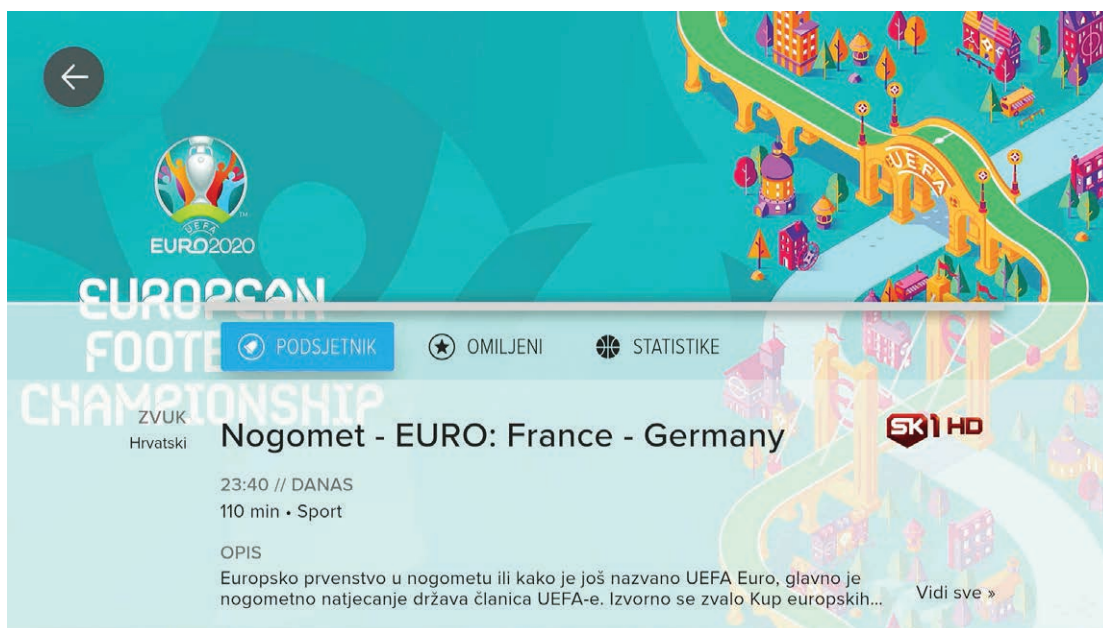 UEFA
EURO2020
UEFA
EUROPEAN
FOOTE
CHAMPIONSHIP
PODSJETNIK
OMILJENI
STATISTIKE
ZVUK
Hrvatski
Nogomet - EURO: France - Germany
SK1 HD
23:40 // DANAS
110 min • Sport
OPIS
Europsko prvenstvo u nogometu ili kako je još nazvano UEFA Euro, glavno je
nogometno natjecanje država članica UEFA-e. Izvorno se zvalo Kup europskih...
Vidi sve »